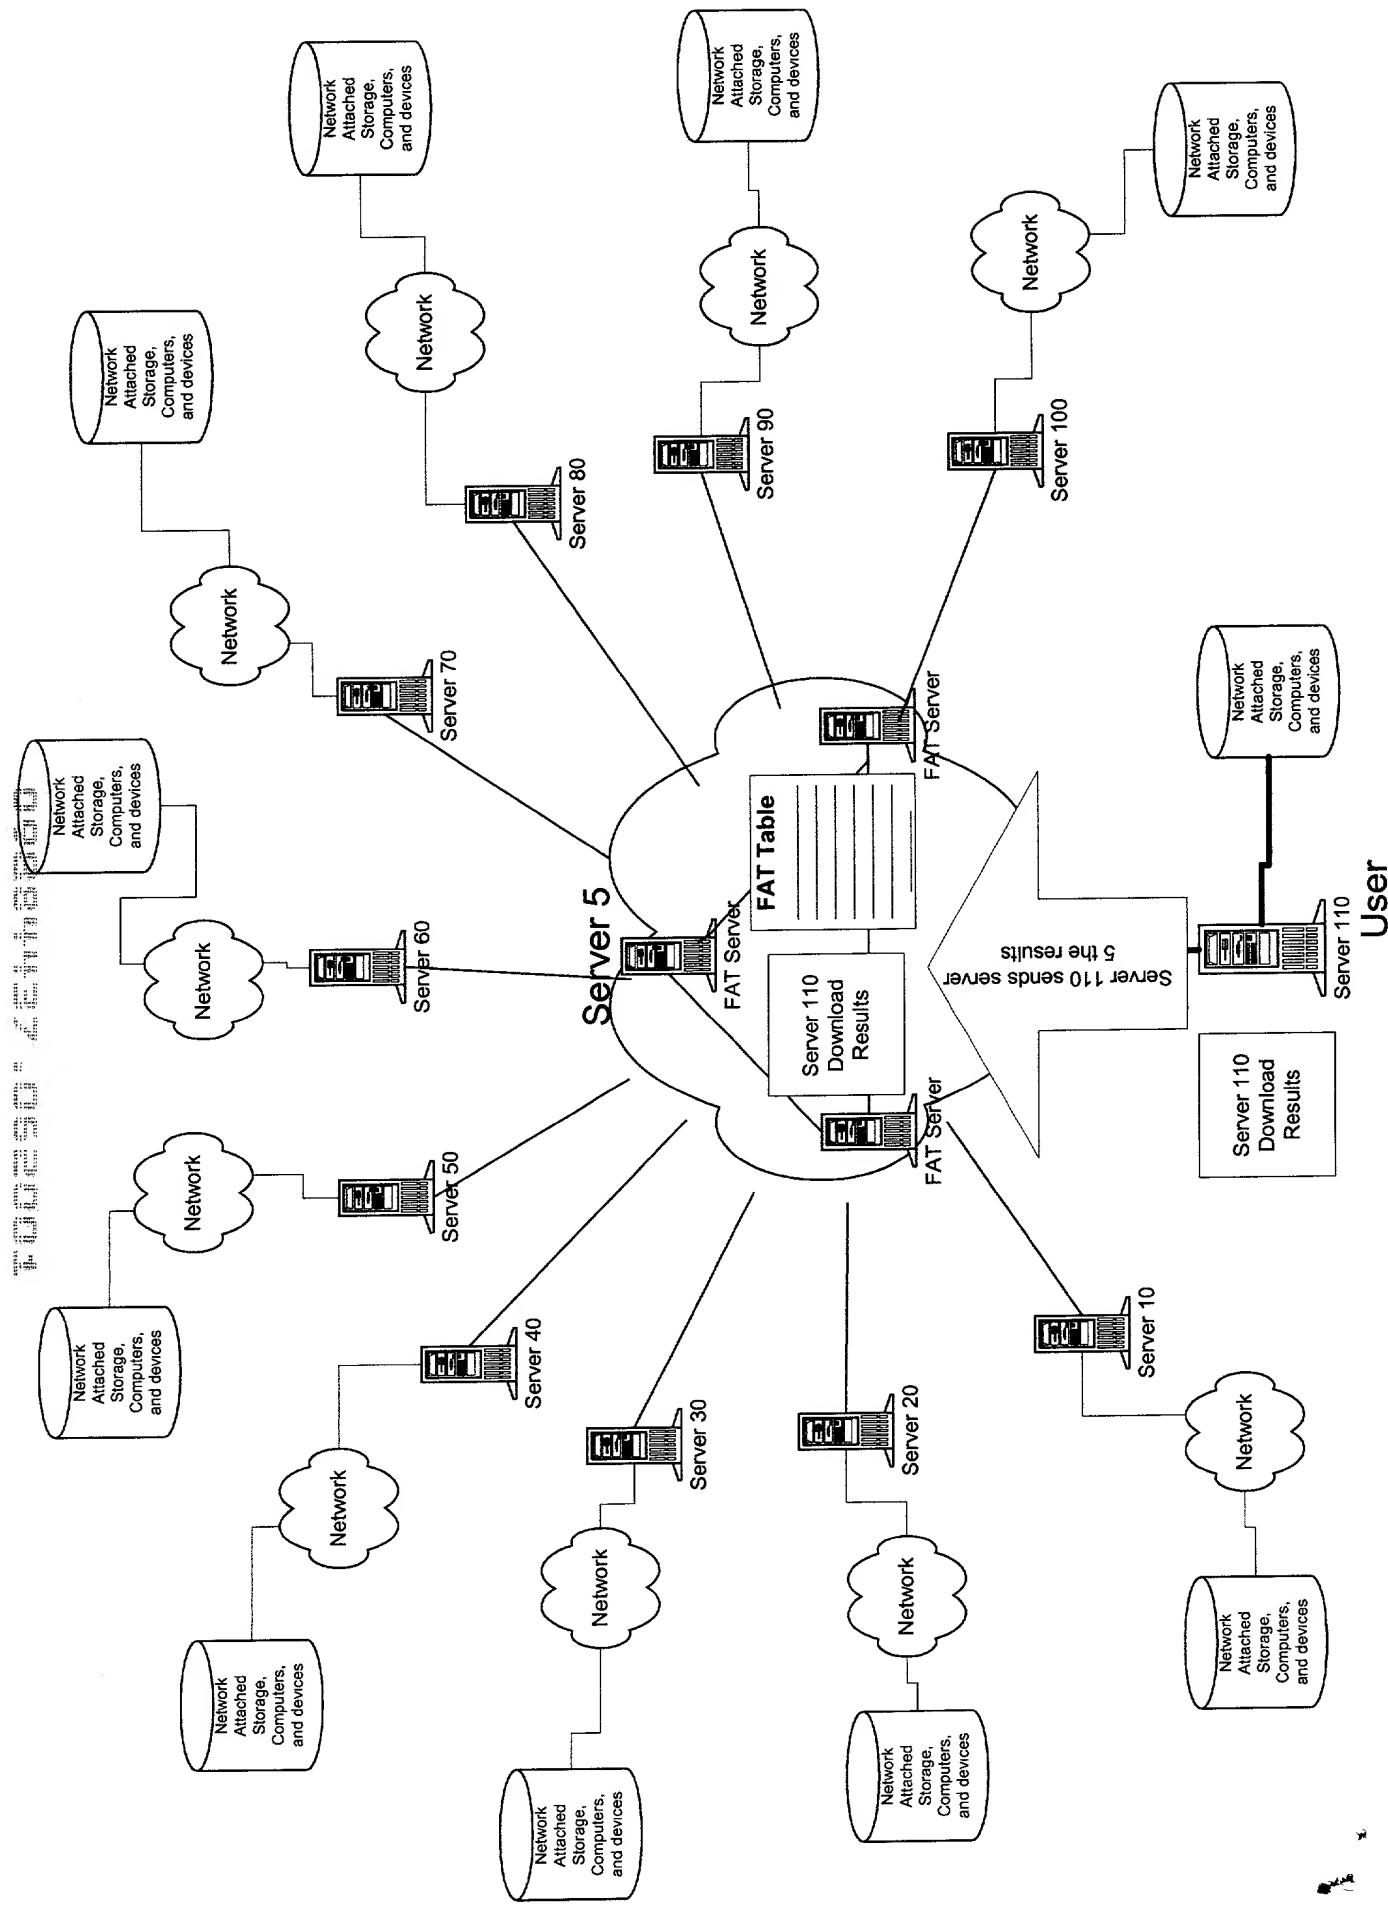 Network
Attached
Storage,
Computers,
and devices
Network
Server 10
Network
Attached
Storage,
Computers,
and devices
Network
Server 20
Network
Attached
Storage,
Computers,
and devices
Network
Server 30
Network
Attached
Storage,
Computers,
and devices
Network
Server 40
Network
Attached
Storage,
Computers,
and devices
Network
Server 50
Network
Attached
Storage,
Computers,
and devices
Network
Server 60
Network
Attached
Storage,
Computers,
and devices
Network
Server 70
Network
Attached
Storage,
Computers,
and devices
Network
Server 80
Network
Attached
Storage,
Computers,
and devices
Network
Server 90
Network
Attached
Storage,
Computers,
and devices
Network
Server 100
Server 5
FAT Server
FAT Server
FAT Server
FAT Table
Server 110
Download
Results
Server 110 sends server
5 the results
Server 110
Download
Results
Server 110
User
Network
Attached
Storage,
Computers,
and devices